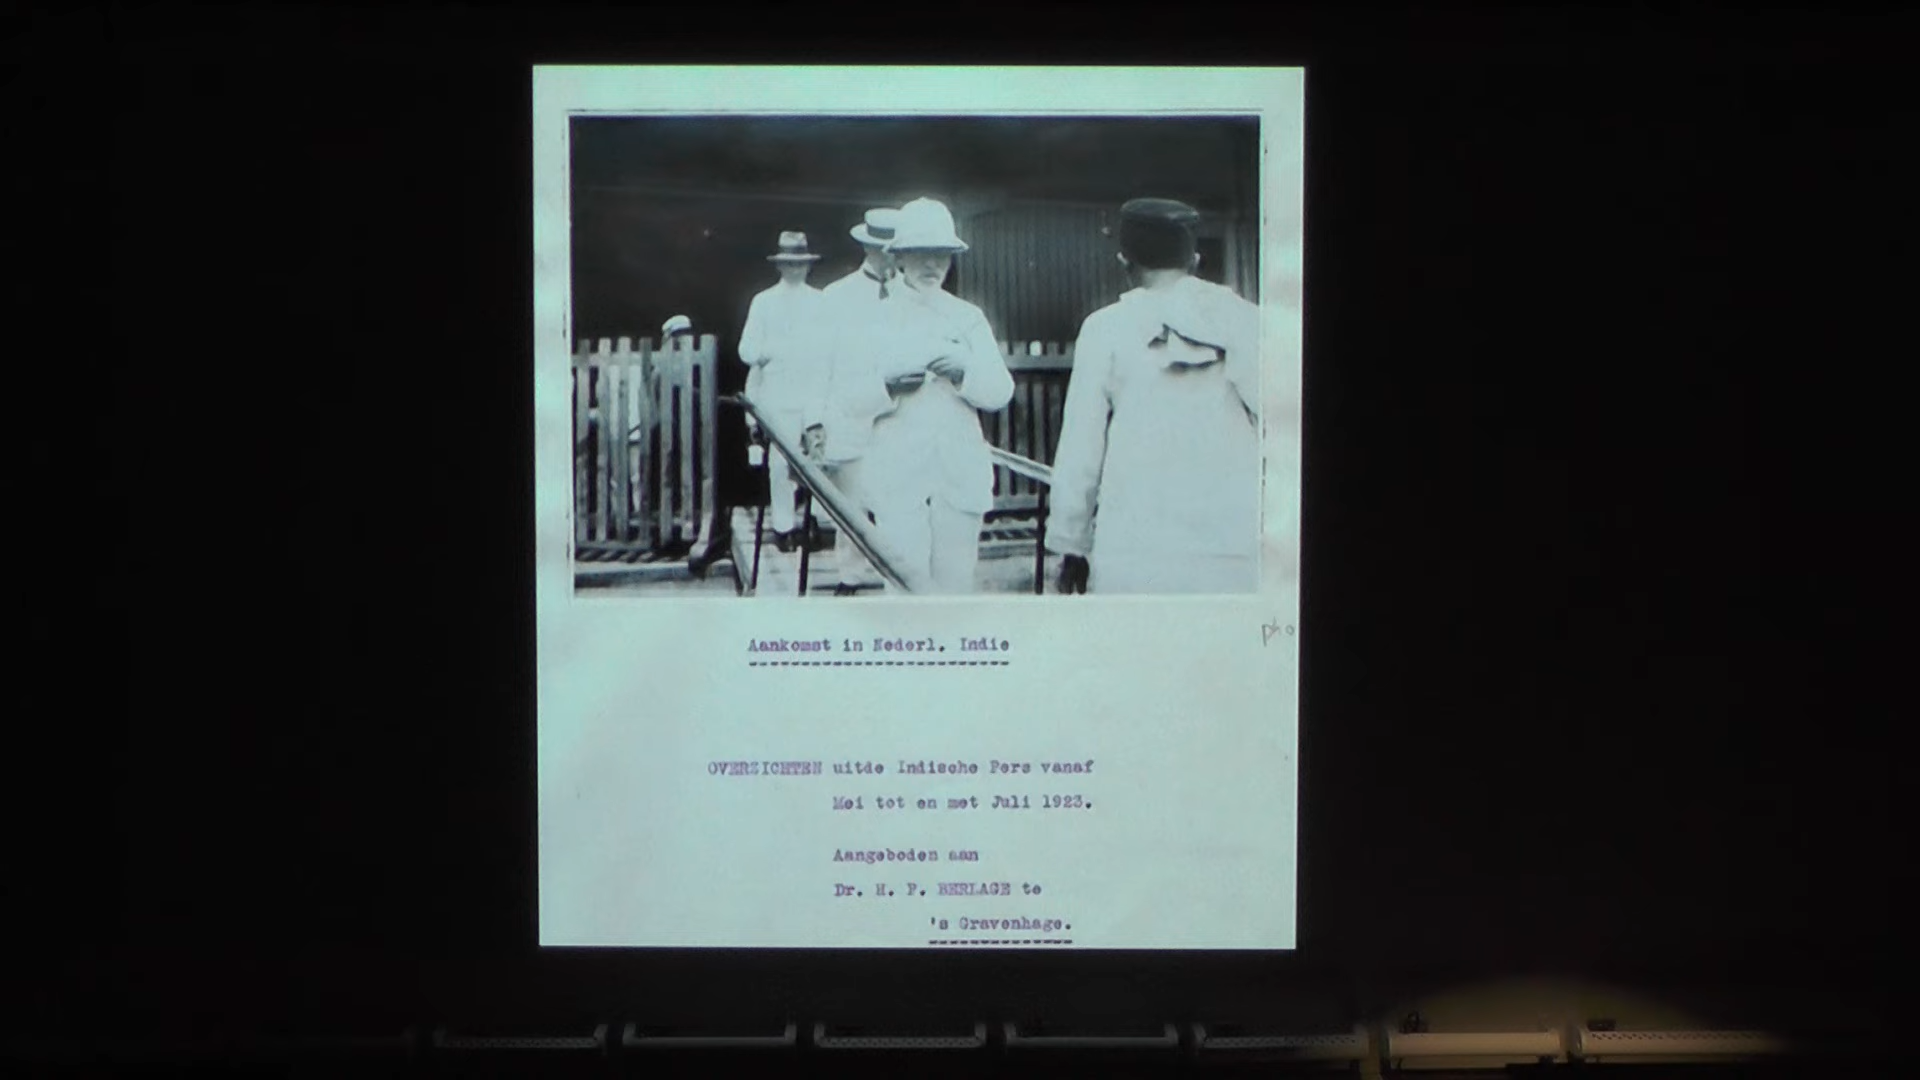 Aankomst in Nederl. Indie
pho
OVERZICHTEN uitde Indische Pers vanaf
Mei tot en met Juli 1923.
Aangeboden aan
Dr. H. P. BERLAGE te
's Gravenhage.